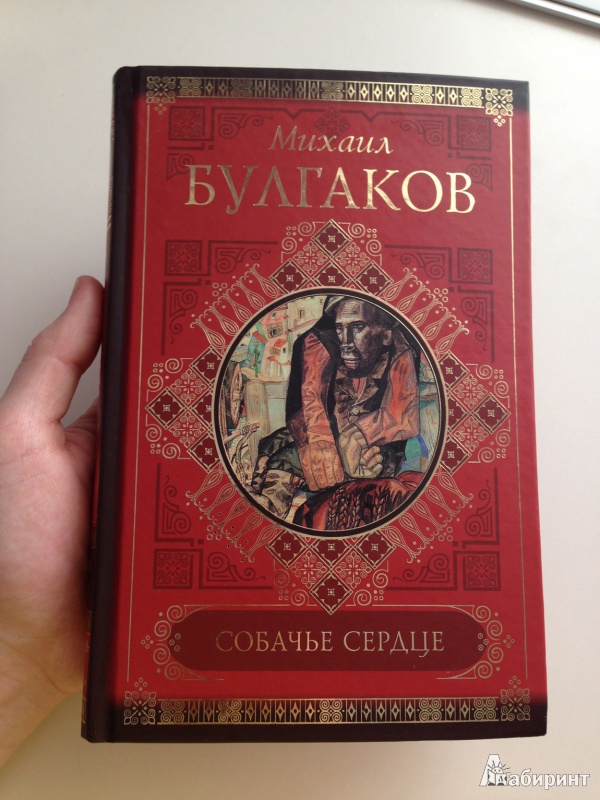 Михаил
БУЛГАКОВ
СОБАЧЬЕ СЕРДЦЕ
Лабиринт